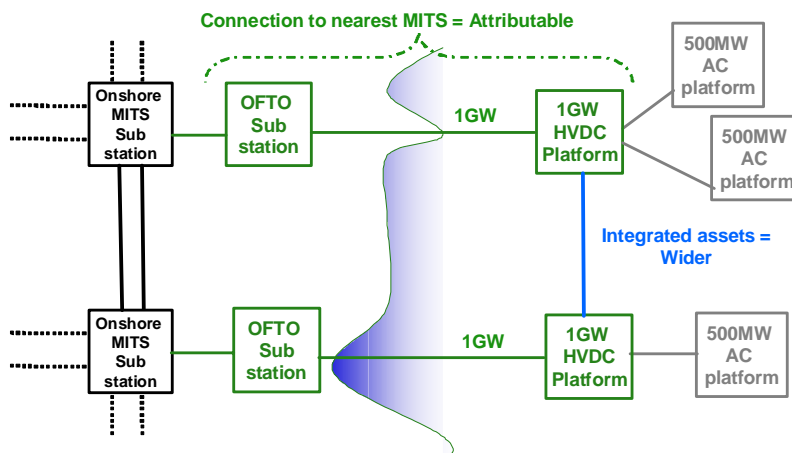 Connection to nearest MITS = Attributable
500MW
AC
platform
Onshore
MITS
Sub
station
OFTO
Sub
station
1GW
1GW
HVDC
Platform
500MW
AC
platform
Integrated assets =
Wider
Onshore
MITS
Sub
station
OFTO
Sub
station
1GW
1GW
HVDC
Platform
500MW
AC
platform